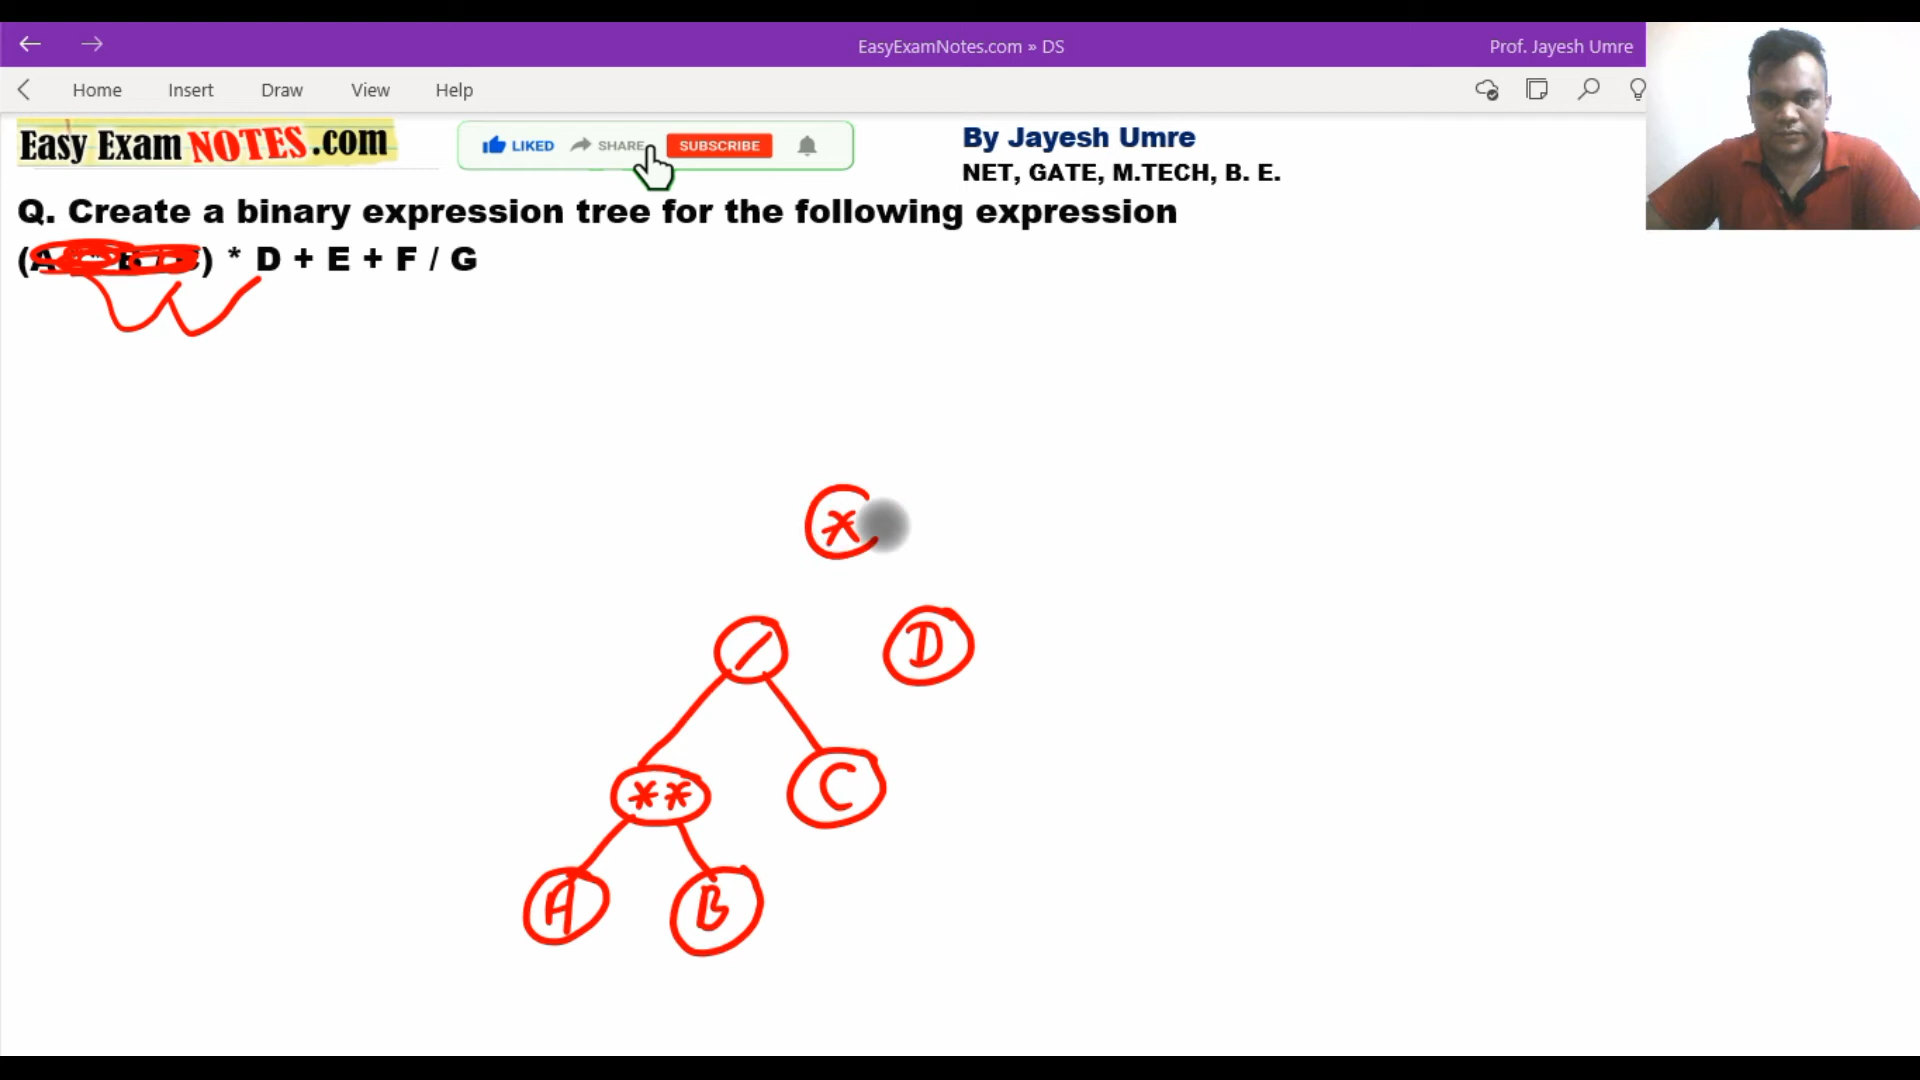 EasyExamNotes.com » DS
Prof. Jayesh Umre
Home Insert Draw View Help
Easy Exam NOTES.com
LIKED SHARE SUBSCRIBE
By Jayesh Umre
NET, GATE, M.TECH, B. E.
Q. Create a binary expression tree for the following expression
(A ** B / C) * D + E + F / G
*
/ D
** C
A B